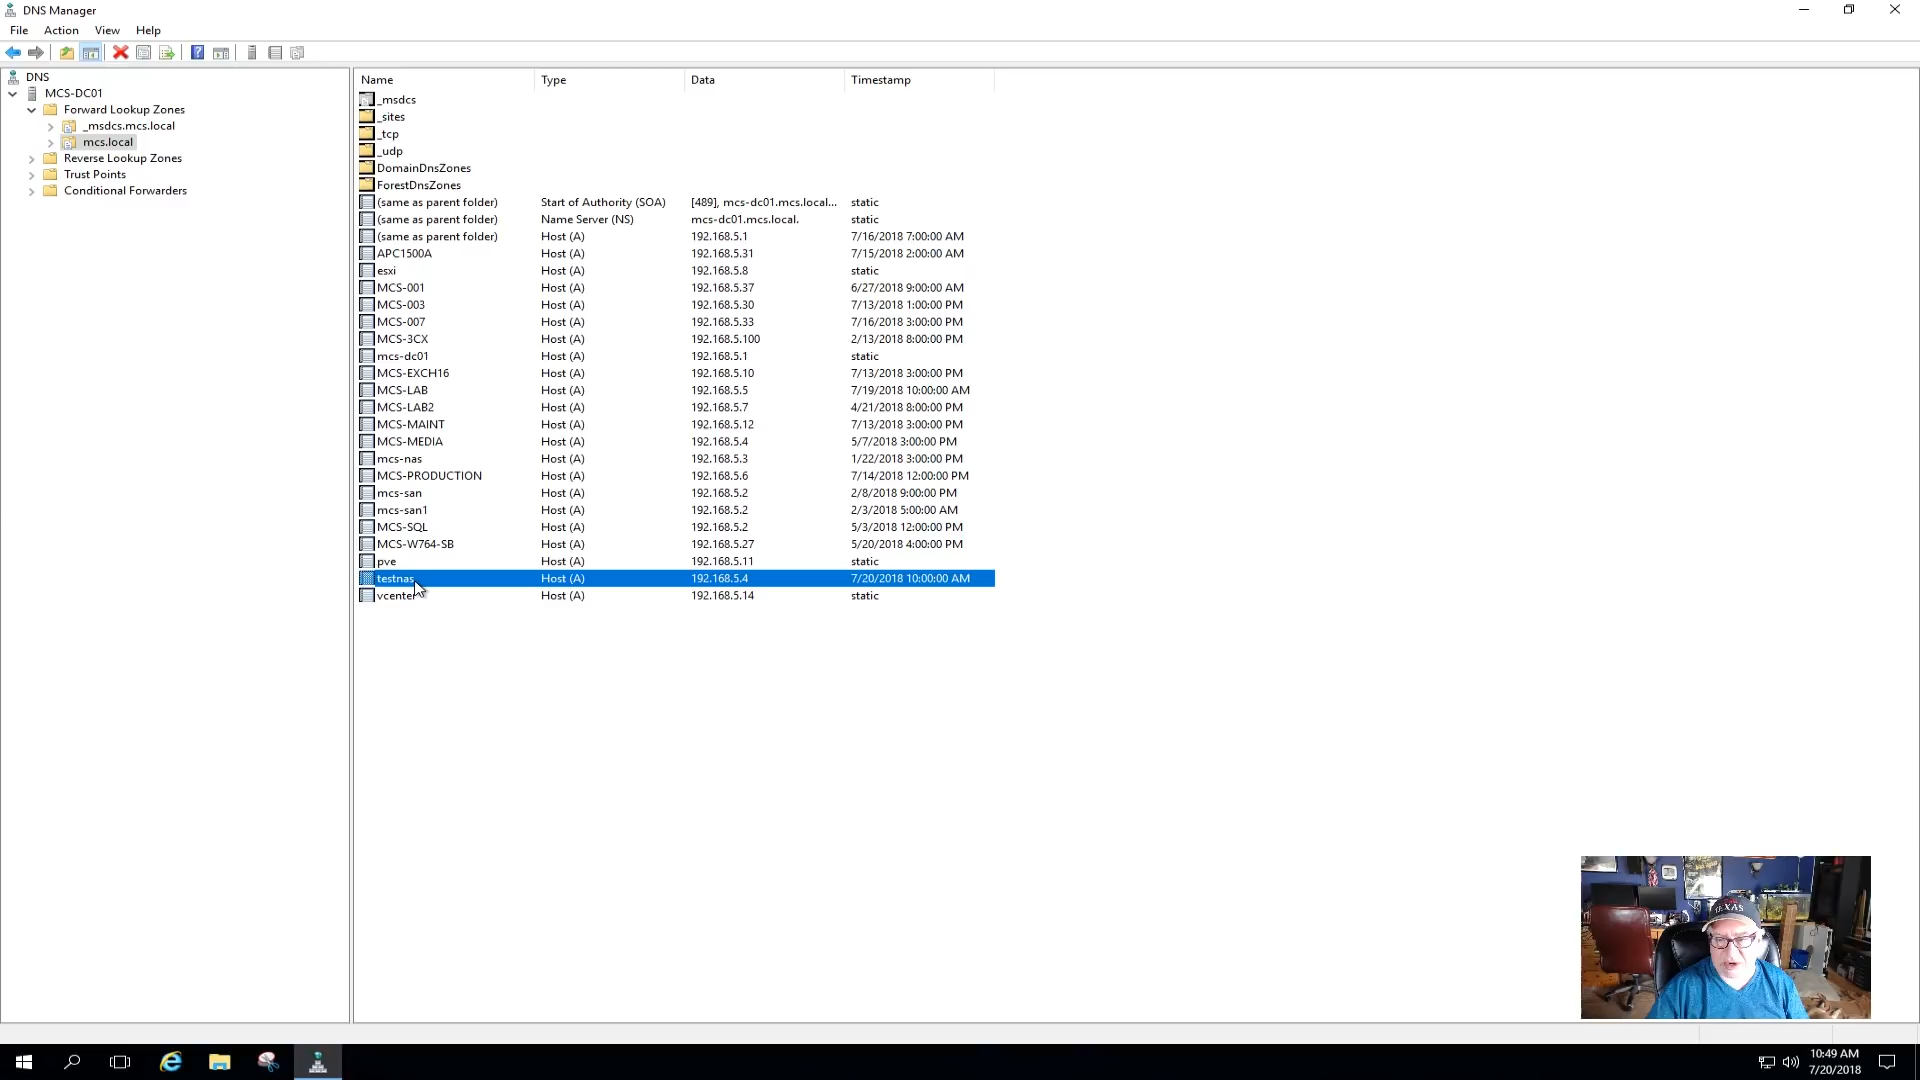 DNS Manager
File Action View Help
DNS
MCS-DC01
Forward Lookup Zones
_msdcs.mcs.local
mcs.local
Reverse Lookup Zones
Trust Points
Conditional Forwarders
Name Type Data Timestamp
_msdcs
_sites
_tcp
_udp
DomainDnsZones
ForestDnsZones
(same as parent folder) Start of Authority (SOA) [489], mcs-dc01.mcs.local... static
(same as parent folder) Name Server (NS) mcs-dc01.mcs.local. static
(same as parent folder) Host (A) 192.168.5.1 7/16/2018 7:00:00 AM
APC1500A Host (A) 192.168.5.31 7/15/2018 2:00:00 AM
esxi Host (A) 192.168.5.8 static
MCS-001 Host (A) 192.168.5.37 6/27/2018 9:00:00 AM
MCS-003 Host (A) 192.168.5.30 7/13/2018 1:00:00 PM
MCS-007 Host (A) 192.168.5.33 7/16/2018 3:00:00 PM
MCS-3CX Host (A) 192.168.5.100 2/13/2018 8:00:00 PM
mcs-dc01 Host (A) 192.168.5.1 static
MCS-EXCH16 Host (A) 192.168.5.10 7/13/2018 3:00:00 PM
MCS-LAB Host (A) 192.168.5.5 7/19/2018 10:00:00 AM
MCS-LAB2 Host (A) 192.168.5.7 4/21/2018 8:00:00 PM
MCS-MAINT Host (A) 192.168.5.12 7/13/2018 3:00:00 PM
MCS-MEDIA Host (A) 192.168.5.4 5/7/2018 3:00:00 PM
mcs-nas Host (A) 192.168.5.3 1/22/2018 3:00:00 PM
MCS-PRODUCTION Host (A) 192.168.5.6 7/14/2018 12:00:00 PM
mcs-san Host (A) 192.168.5.2 2/8/2018 9:00:00 PM
mcs-san1 Host (A) 192.168.5.2 2/3/2018 5:00:00 AM
MCS-SQL Host (A) 192.168.5.2 5/3/2018 12:00:00 PM
MCS-W764-SB Host (A) 192.168.5.27 5/20/2018 4:00:00 PM
pve Host (A) 192.168.5.11 static
testnas Host (A) 192.168.5.4 7/20/2018 10:00:00 AM
vcenter Host (A) 192.168.5.14 static
TEXAS
10:49 AM
7/20/2018